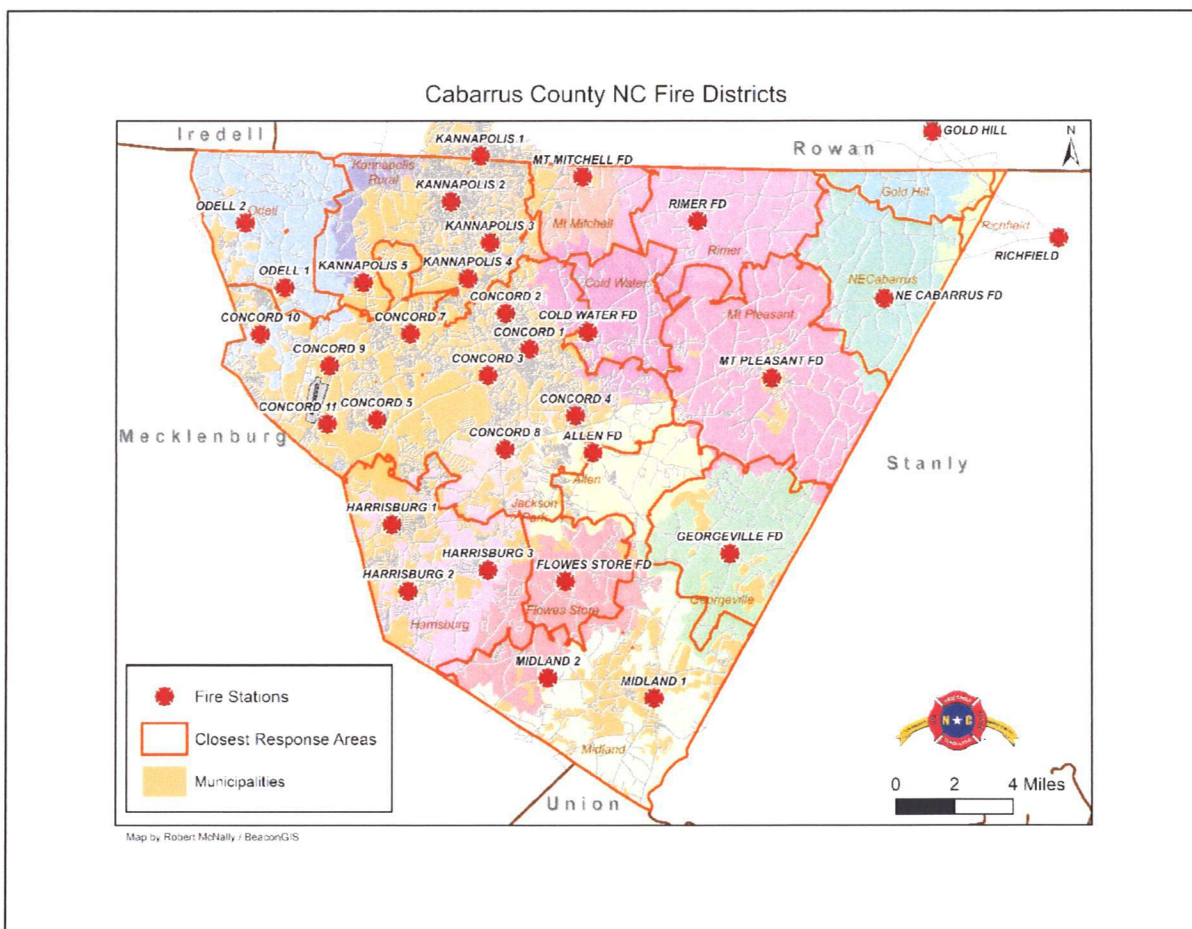 Cabarrus County NC Fire Districts
Iredell
KANNAPOLIS 1
GOLD HILL
N
Rowan
MT MITCHELL FD
Kannapolis
Rural
KANNAPOLIS 2
Gold Hill
ODELL 2
Odell
RIMER FD
Mt Mitchell
Richfield
KANNAPOLIS 3
Rimer
RICHFIELD
ODELL 1
KANNAPOLIS 5
KANNAPOLIS 4
Cold Water
NECabarrus
NE CABARRUS FD
CONCORD 2
CONCORD 10
CONCORD 7
COLD WATER FD
Mt Pleasant
CONCORD 1
CONCORD 9
CONCORD 3
MT PLEASANT FD
CONCORD 11
CONCORD 5
CONCORD 4
Mecklenburg
CONCORD 8
ALLEN FD
Stanly
Allen
HARRISBURG 1
Jackson
Park
GEORGEVILLE FD
HARRISBURG 3
FLOWES STORE FD
HARRISBURG 2
Georgeville
Flowes Store
Harrisburg
MIDLAND 2
MIDLAND 1
Midland
Union
Fire Stations
Closest Response Areas
Municipalities
N C
0 2 4 Miles
Map by Robert McNally / BeaconGIS